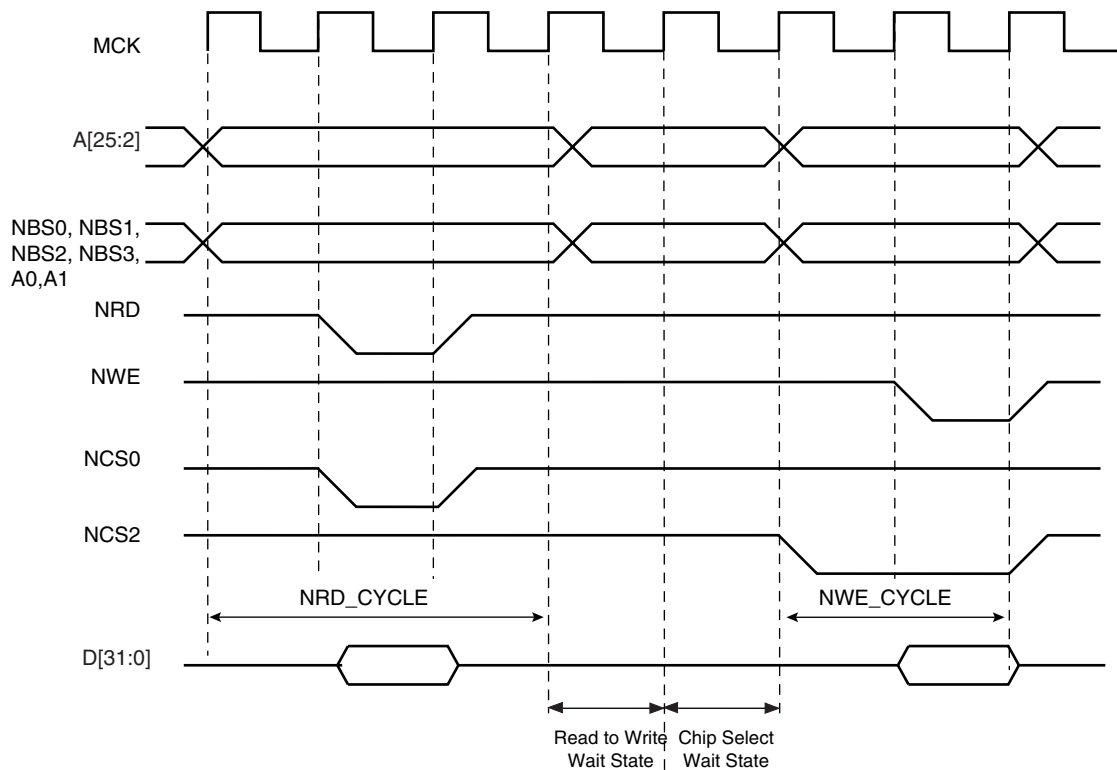 MCK
A[25:2]
NBS0, NBS1,
NBS2, NBS3,
A0,A1
NRD
NWE
NCS0
NCS2
NRD_CYCLE
NWE_CYCLE
D[31:0]
Read to Write
Wait State
Chip Select
Wait State